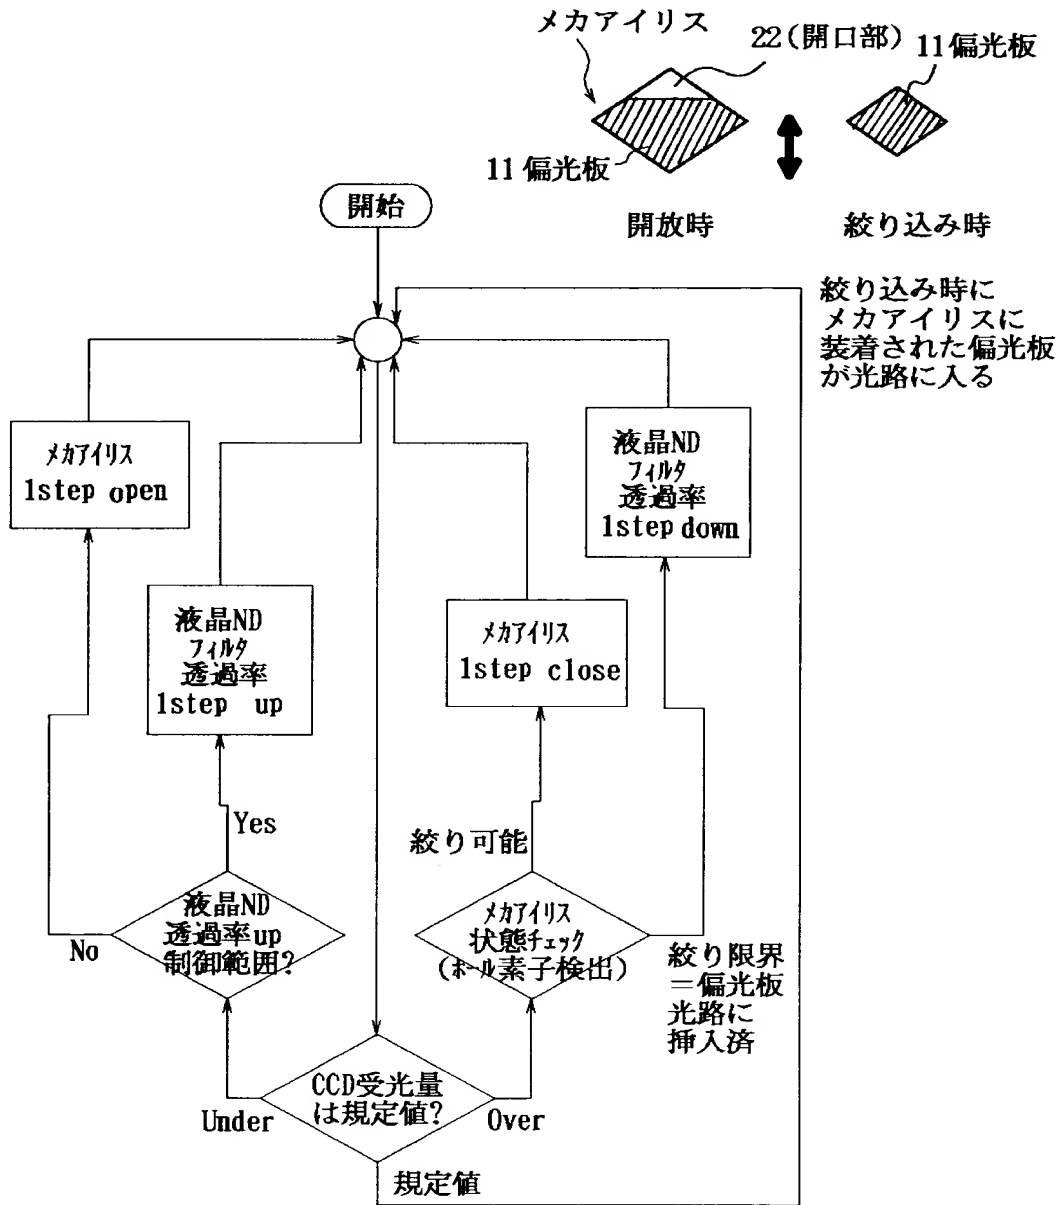 メカアイリス
22(開口部)
11偏光板
11偏光板
開放時
絞り込み時
開始
絞り込み時に
メカアイリスに
装着された偏光板
が光路に入る
メカアイリス
1step open
液晶ND
フィルタ
透過率
1step down
液晶ND
フィルタ
透過率
1step up
メカアイリス
1step close
Yes
絞り可能
液晶ND
透過率up
制御範囲?
No
メカアイリス
状態チェック
(ホール素子検出)
絞り限界
=偏光板
光路に
挿入済
CCD受光量
は規定値?
Under
Over
規定値